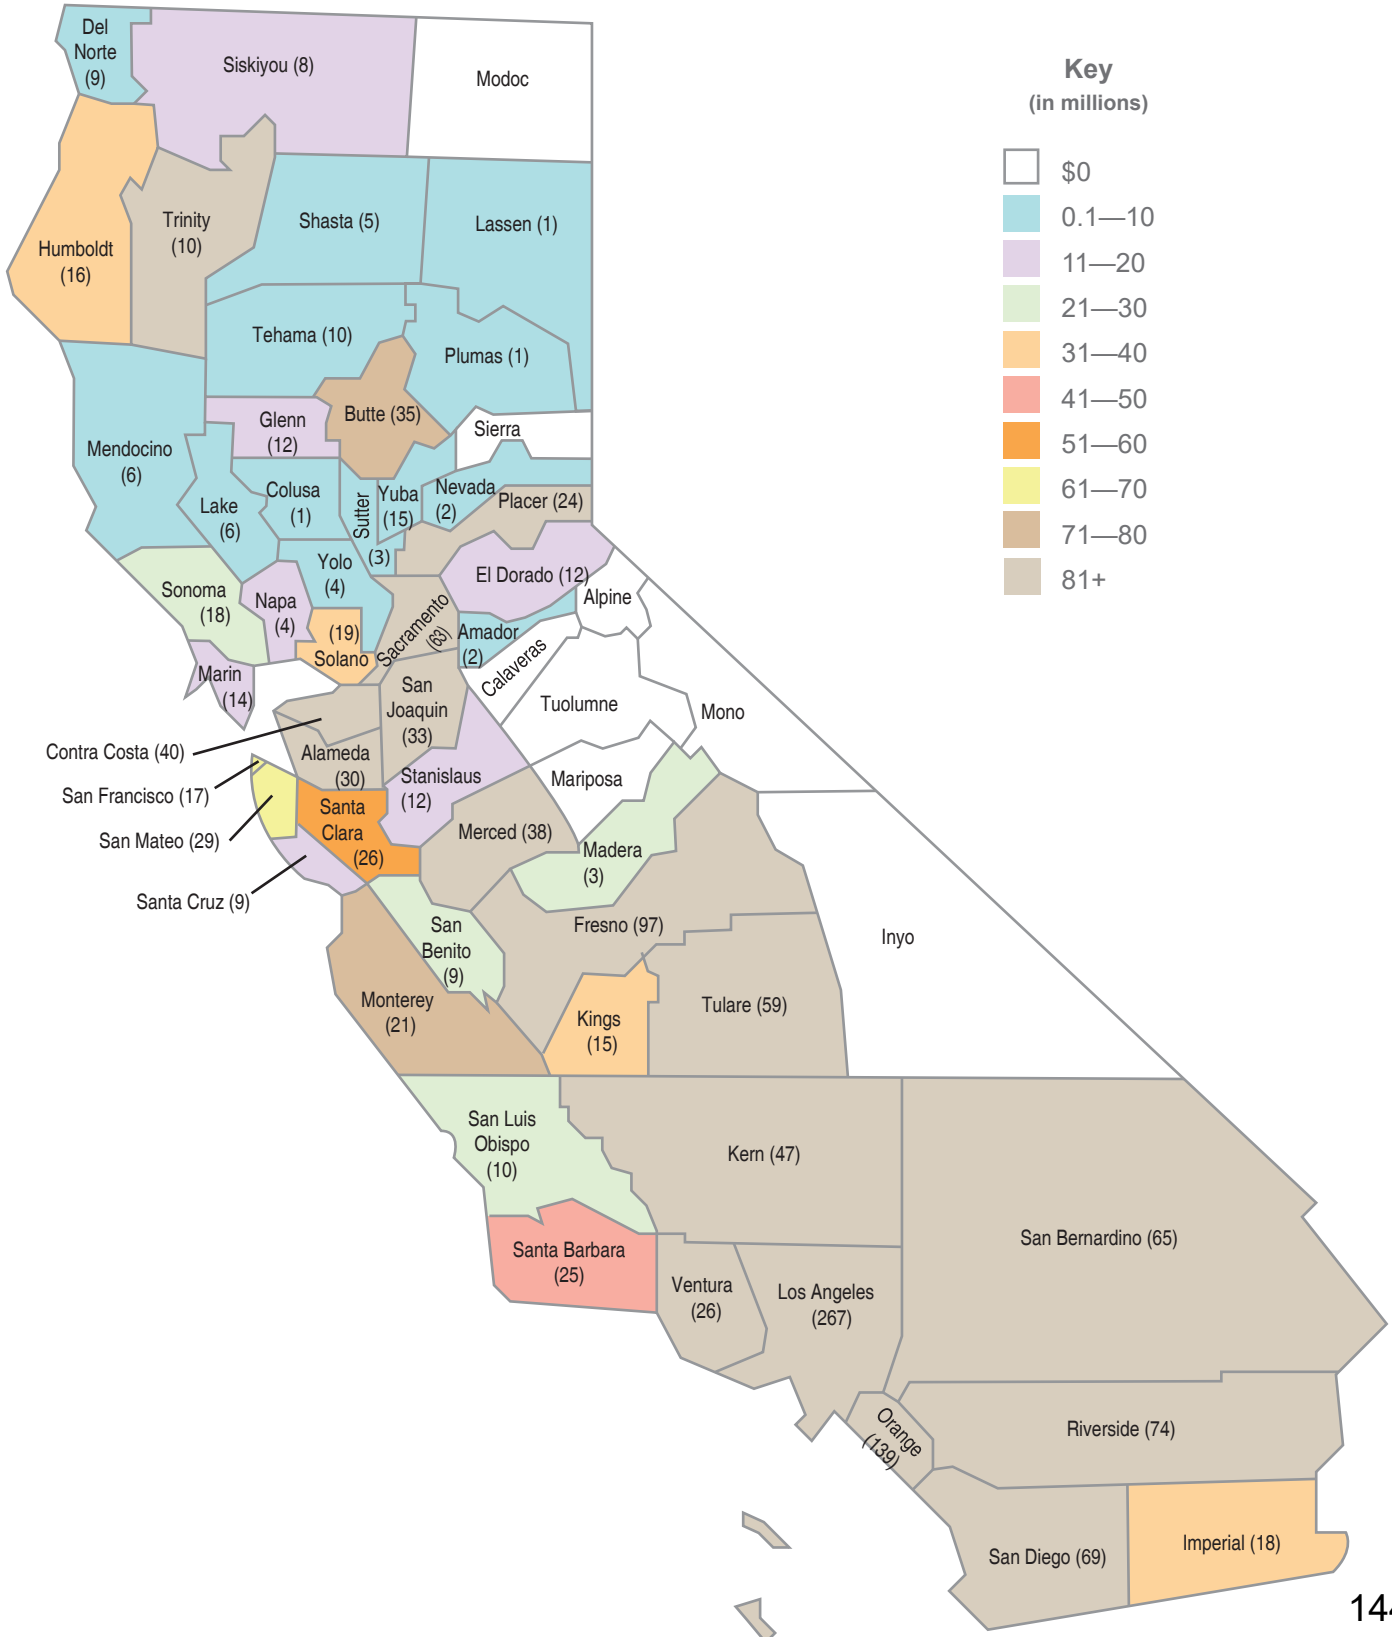 Del
Norte
(9)
Siskiyou (8)
Modoc
Key
(in millions)
$0
0.1—10
11—20
21—30
31—40
41—50
51—60
61—70
71—80
81+
Humboldt
(16)
Trinity
(10)
Shasta (5)
Lassen (1)
Tehama (10)
Plumas (1)
Butte (35)
Glenn
(12)
Sierra
Mendocino
(6)
Lake
(6)
Colusa
(1)
Sutter
(3)
Yuba
(15)
Nevada
(2)
Placer (24)
Sonoma
(18)
Napa
(4)
Yolo
(4)
El Dorado (12)
Alpine
(19)
Solano
Sacramento
(63)
Amador
(2)
Calaveras
Marin
(14)
San
Joaquin
(33)
Tuolumne
Mono
Contra Costa (40)
Alameda
(30)
Stanislaus
(12)
Mariposa
San Francisco (17)
San Mateo (29)
Santa
Clara
(26)
Merced (38)
Madera
(3)
Santa Cruz (9)
San
Benito
(9)
Fresno (97)
Inyo
Monterey
(21)
Kings
(15)
Tulare (59)
San Luis
Obispo
(10)
Kern (47)
San Bernardino (65)
Santa Barbara
(25)
Ventura
(26)
Los Angeles
(267)
Orange
(139)
Riverside (74)
San Diego (69)
Imperial (18)
144